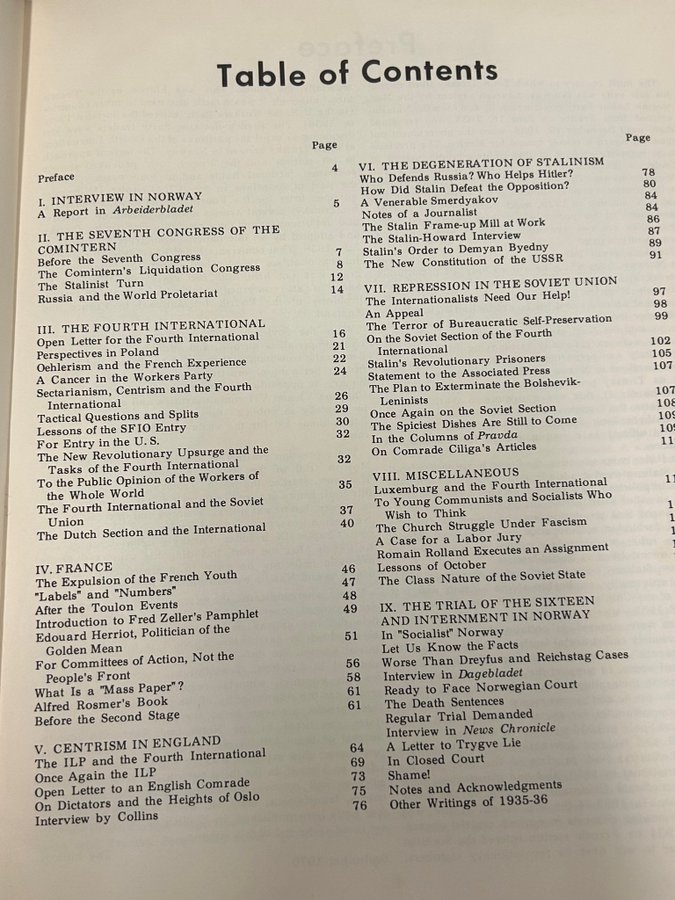 Table of Contents
Page
Preface 4
I. INTERVIEW IN NORWAY
A Report in Arbeiderbladet 5
II. THE SEVENTH CONGRESS OF THE
COMINTERN
Before the Seventh Congress 7
The Comintern's Liquidation Congress 8
The Stalinist Turn 12
Russia and the World Proletariat 14
III. THE FOURTH INTERNATIONAL
Open Letter for the Fourth International 16
Perspectives in Poland 21
Oehlerism and the French Experience 22
A Cancer in the Workers Party 24
Sectarianism, Centrism and the Fourth
International 26
Tactical Questions and Splits 29
Lessons of the SFIO Entry 30
For Entry in the U. S. 32
The New Revolutionary Upsurge and the
Tasks of the Fourth International 32
To the Public Opinion of the Workers of
the Whole World 35
The Fourth International and the Soviet
Union 37
The Dutch Section and the International 40
IV. FRANCE
The Expulsion of the French Youth 46
"Labels" and "Numbers" 47
After the Toulon Events 48
Introduction to Fred Zeller's Pamphlet 49
Edouard Herriot, Politician of the
Golden Mean 51
For Committees of Action, Not the
People's Front 56
What Is a "Mass Paper"? 58
Alfred Rosmer's Book 61
Before the Second Stage 61
V. CENTRISM IN ENGLAND
The ILP and the Fourth International 64
Once Again the ILP 69
Open Letter to an English Comrade 73
On Dictators and the Heights of Oslo 75
Interview by Collins 76
Page
VI. THE DEGENERATION OF STALINISM
Who Defends Russia? Who Helps Hitler? 78
How Did Stalin Defeat the Opposition? 80
A Venerable Smerdyakov 84
Notes of a Journalist 84
The Stalin Frame-up Mill at Work 86
The Stalin-Howard Interview 87
Stalin's Order to Demyan Byedny 89
The New Constitution of the USSR 91
VII. REPRESSION IN THE SOVIET UNION
The Internationalists Need Our Help! 97
An Appeal 98
The Terror of Bureaucratic Self-Preservation 99
On the Soviet Section of the Fourth
International 102
Stalin's Revolutionary Prisoners 105
Statement to the Associated Press 107
The Plan to Exterminate the Bolshevik-
Leninists 107
Once Again on the Soviet Section 108
The Spiciest Dishes Are Still to Come 109
In the Columns of Pravda
On Comrade Ciliga's Articles
VIII. MISCELLANEOUS
Luxemburg and the Fourth International
To Young Communists and Socialists Who
Wish to Think
The Church Struggle Under Fascism
A Case for a Labor Jury
Romain Rolland Executes an Assignment
Lessons of October
The Class Nature of the Soviet State
IX. THE TRIAL OF THE SIXTEEN
AND INTERNMENT IN NORWAY
In "Socialist" Norway
Let Us Know the Facts
Worse Than Dreyfus and Reichstag Cases
Interview in Dagebladet
Ready to Face Norwegian Court
The Death Sentences
Regular Trial Demanded
Interview in News Chronicle
A Letter to Trygve Lie
In Closed Court
Shame!
Notes and Acknowledgments
Other Writings of 1935-36